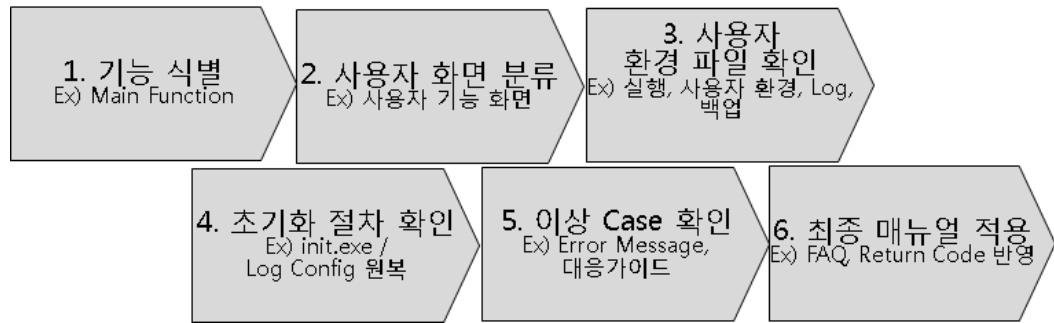 1. 기능 식별
Ex) Main Function
2. 사용자 화면 분류
Ex) 사용자 기능 화면
3. 사용자
환경 파일 확인
Ex) 실행, 사용자 환경, Log,
백업
4. 초기화 절차 확인
Ex) init.exe /
Log Config 원복
5. 이상 Case 확인
Ex) Error Message,
대응가이드
6. 최종 매뉴얼 적용
Ex) FAQ, Return Code 반영